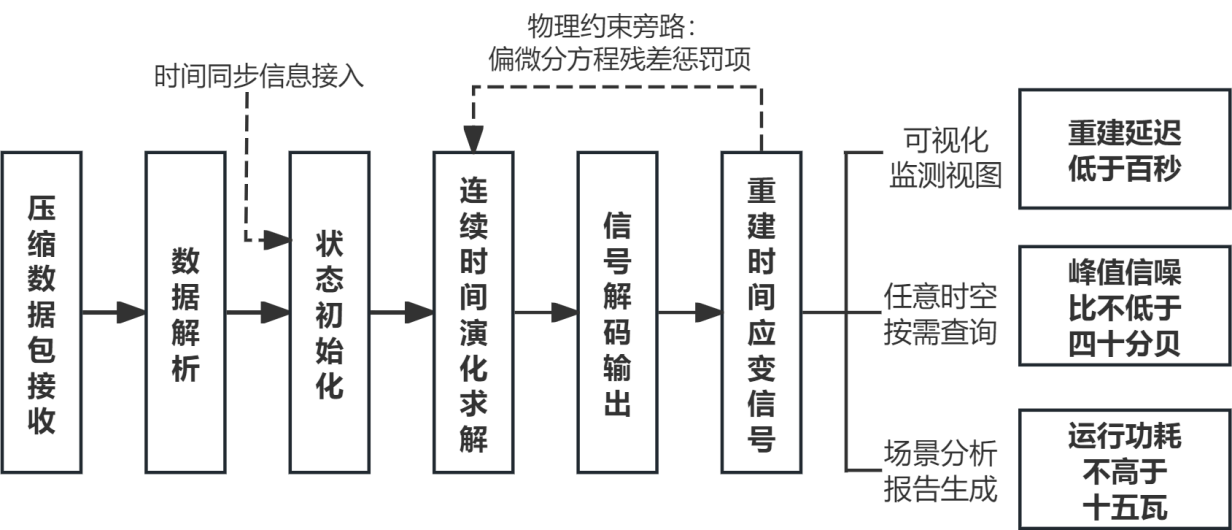 物理约束旁路：
偏微分方程残差惩罚项
时间同步信息接入
压缩数据包接收
数据解析
状态初始化
连续时间演化求解
信号解码输出
重建时间应变信号
可视化
监测视图
任意时空
按需查询
场景分析
报告生成
重建延迟
低于百秒
峰值信噪
比不低于
四十分贝
运行功耗
不高于
十五瓦